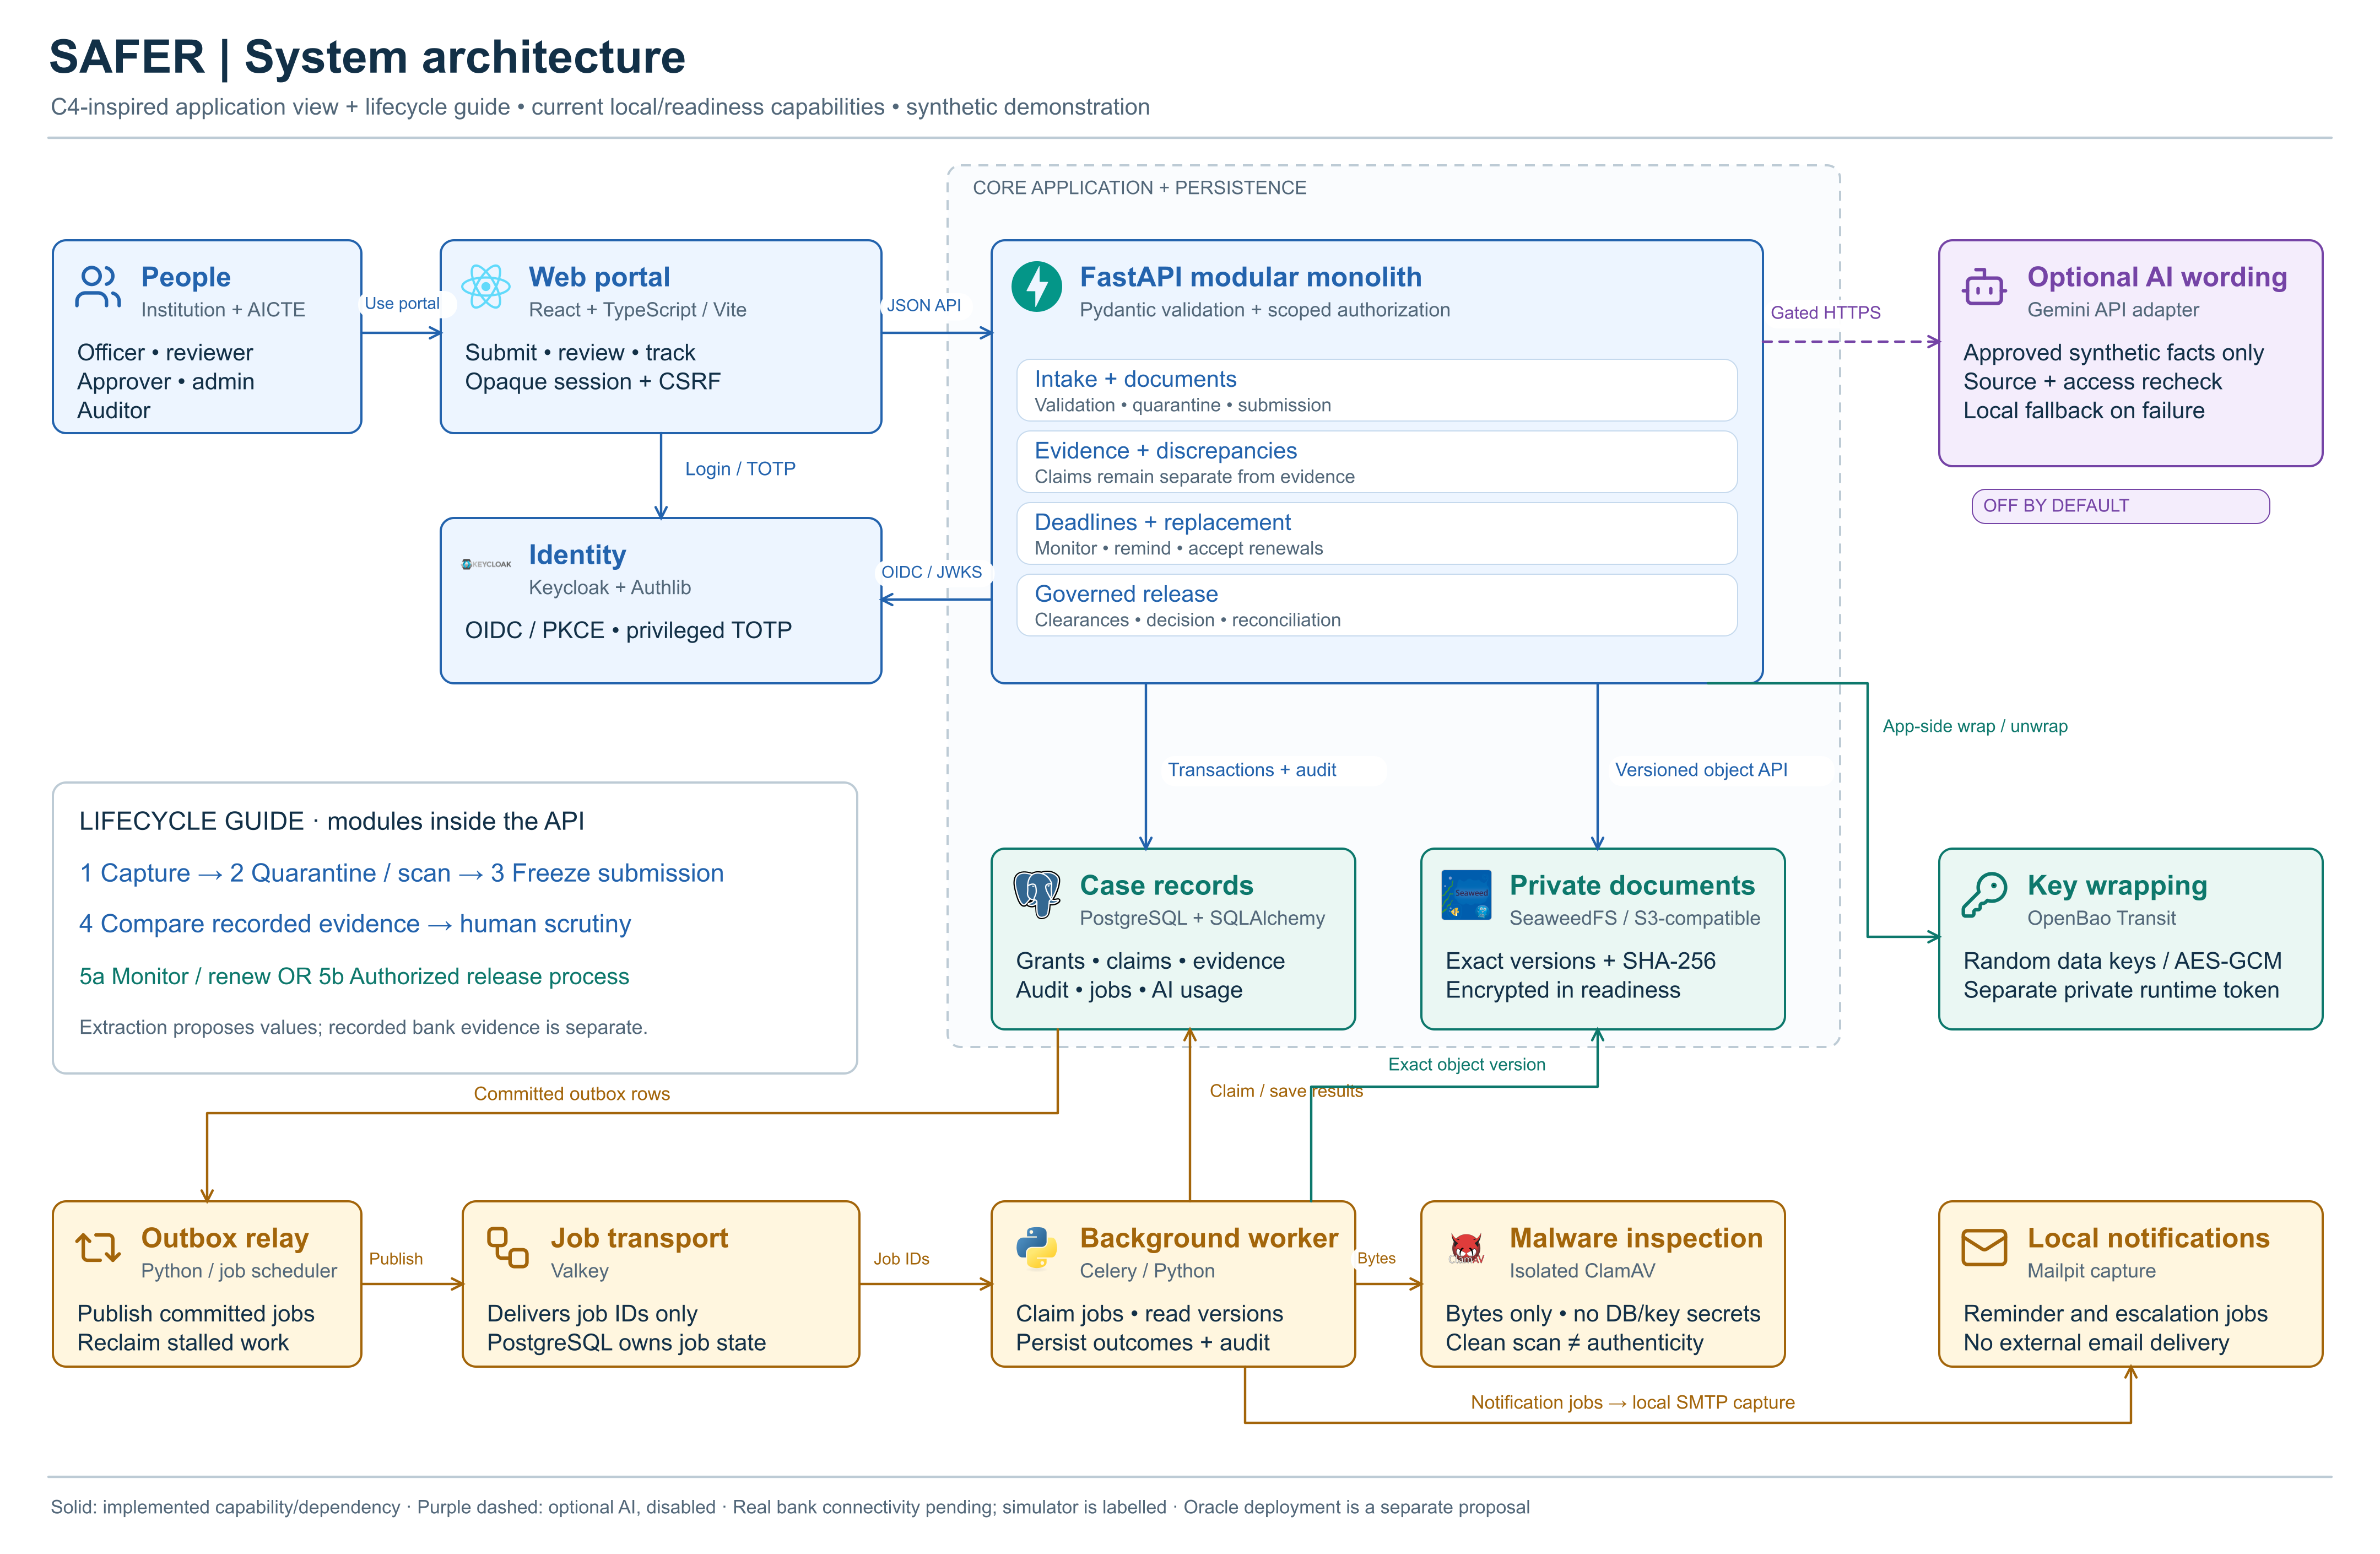 SAFER | System architecture
C4-inspired application view + lifecycle guide • current local/readiness capabilities • synthetic demonstration
CORE APPLICATION + PERSISTENCE
People
Institution + AICTE
Officer • reviewer
Approver • admin
Auditor
Use portal
Web portal
React + TypeScript / Vite
Submit • review • track
Opaque session + CSRF
JSON API
FastAPI modular monolith
Pydantic validation + scoped authorization
Intake + documents
Validation • quarantine • submission
Evidence + discrepancies
Claims remain separate from evidence
Deadlines + replacement
Monitor • remind • accept renewals
Governed release
Clearances • decision • reconciliation
Gated HTTPS
Optional AI wording
Gemini API adapter
Approved synthetic facts only
Source + access recheck
Local fallback on failure
OFF BY DEFAULT
Login / TOTP
KEYCLOAK
Identity
Keycloak + Authlib
OIDC / PKCE • privileged TOTP
OIDC / JWKS
App-side wrap / unwrap
Transactions + audit
Versioned object API
LIFECYCLE GUIDE · modules inside the API
1 Capture → 2 Quarantine / scan → 3 Freeze submission
4 Compare recorded evidence → human scrutiny
5a Monitor / renew OR 5b Authorized release process
Extraction proposes values; recorded bank evidence is separate.
Case records
PostgreSQL + SQLAlchemy
Grants • claims • evidence
Audit • jobs • AI usage
Seaweed
Private documents
SeaweedFS / S3-compatible
Exact versions + SHA-256
Encrypted in readiness
Key wrapping
OpenBao Transit
Random data keys / AES-GCM
Separate private runtime token
Exact object version
Committed outbox rows
Claim / save results
Outbox relay
Python / job scheduler
Publish committed jobs
Reclaim stalled work
Publish
Job transport
Valkey
Delivers job IDs only
PostgreSQL owns job state
Job IDs
Background worker
Celery / Python
Claim jobs • read versions
Persist outcomes + audit
Bytes
ClamAV
Malware inspection
Isolated ClamAV
Bytes only • no DB/key secrets
Clean scan ≠ authenticity
Local notifications
Mailpit capture
Reminder and escalation jobs
No external email delivery
Notification jobs → local SMTP capture
Solid: implemented capability/dependency · Purple dashed: optional AI, disabled · Real bank connectivity pending; simulator is labelled · Oracle deployment is a separate proposal